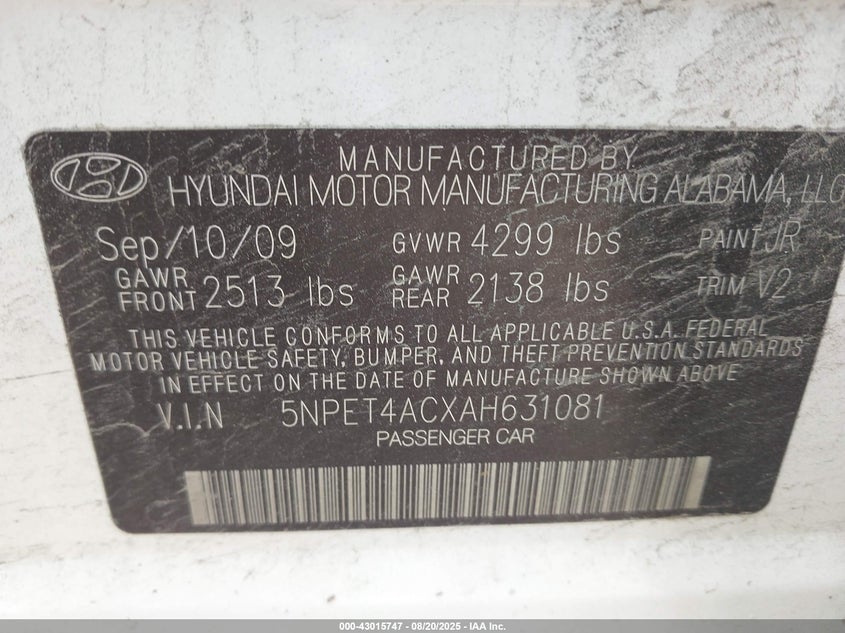 MANUFACTURED BY
HYUNDAI MOTOR MANUFACTURING ALABAMA, LLC
Sep/10/09 GVWR 4299 lbs PAINT JR
GAWR FRONT 2513 lbs GAWR REAR 2138 lbs TRIM V2
THIS VEHICLE CONFORMS TO ALL APPLICABLE U.S.A. FEDERAL
MOTOR VEHICLE SAFETY, BUMPER, AND THEFT PREVENTION STANDARDS
IN EFFECT ON THE DATE OF MANUFACTURE SHOWN ABOVE
V.I.N 5NPET4ACXAH631081
PASSENGER CAR
000-43015747 - 08/20/2025 - IAA Inc.